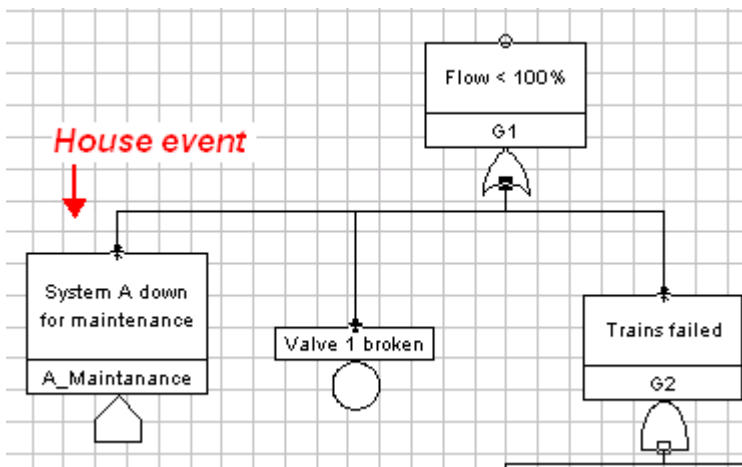 Flow < 100%
G1
House event
System A down
for maintenance
A_Maintanance
Valve 1 broken
Trains failed
G2